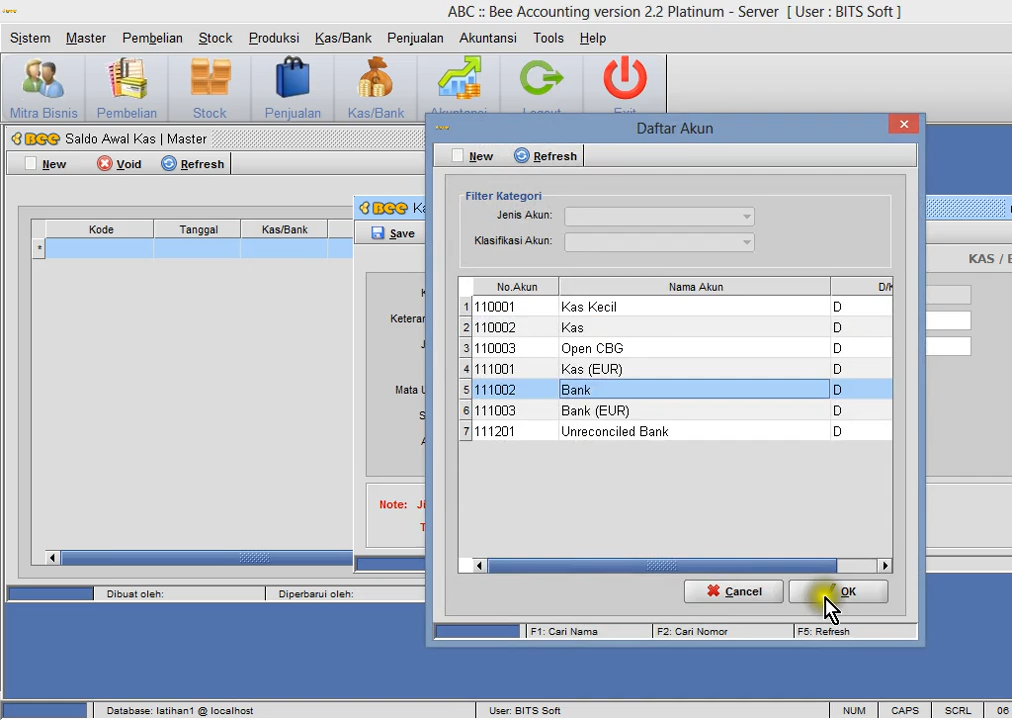 ABC :: Bee Accounting version 2.2 Platinum - Server [ User : BITS Soft ]
Sistem Master Pembelian Stock Produksi Kas/Bank Penjualan Akuntansi Tools Help
Mitra Bisnis Pembelian Stock Penjualan Kas/Bank Akuntansi Logout Exit
BEE Saldo Awal Kas | Master
New Void Refresh
Kode Tanggal Kas/Bank
*
Dibuat oleh: Diperbarui oleh:
BEE Ka
Save
KAS / B
K
Keteran
J
Mata U
S
A
Note: Ji
T
Daftar Akun
New Refresh
Filter Kategori
Jenis Akun:
Klasifikasi Akun:
No.Akun Nama Akun D/K
1 110001 Kas Kecil D
2 110002 Kas D
3 110003 Open CBG D
4 111001 Kas (EUR) D
5 111002 Bank D
6 111003 Bank (EUR) D
7 111201 Unreconciled Bank D
Cancel OK
F1: Cari Nama F2: Cari Nomor F5: Refresh
Database: latihan1 @ localhost User: BITS Soft NUM CAPS SCRL 06